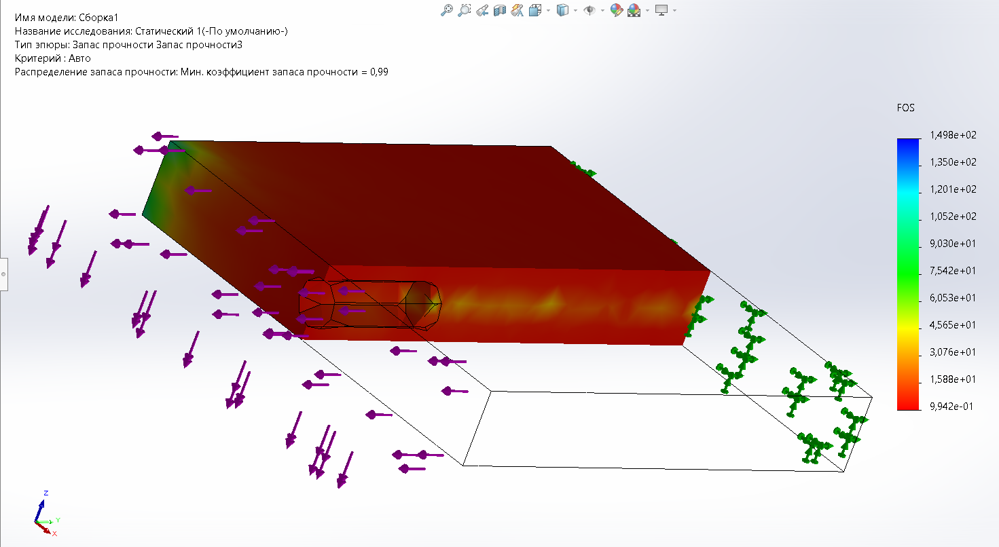 Имя модели: Сборка1
Название исследования: Статический 1(-По умолчанию-)
Тип эпюры: Запас прочности Запас прочности3
Критерий : Авто
Распределение запаса прочности: Мин. коэффициент запаса прочности = 0,99
FOS
1,498e+02
1,350e+02
1,201e+02
1,052e+02
9,030e+01
7,542e+01
6,053e+01
4,565e+01
3,076e+01
1,588e+01
9,942e-01
Z
Y
X